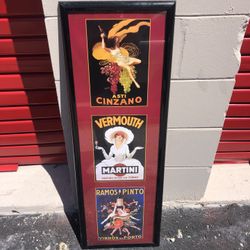 ASTI
CINZANO
VERMOUTH
MARTINI
RAMOS-PINTO
VINHOS DO PORTO